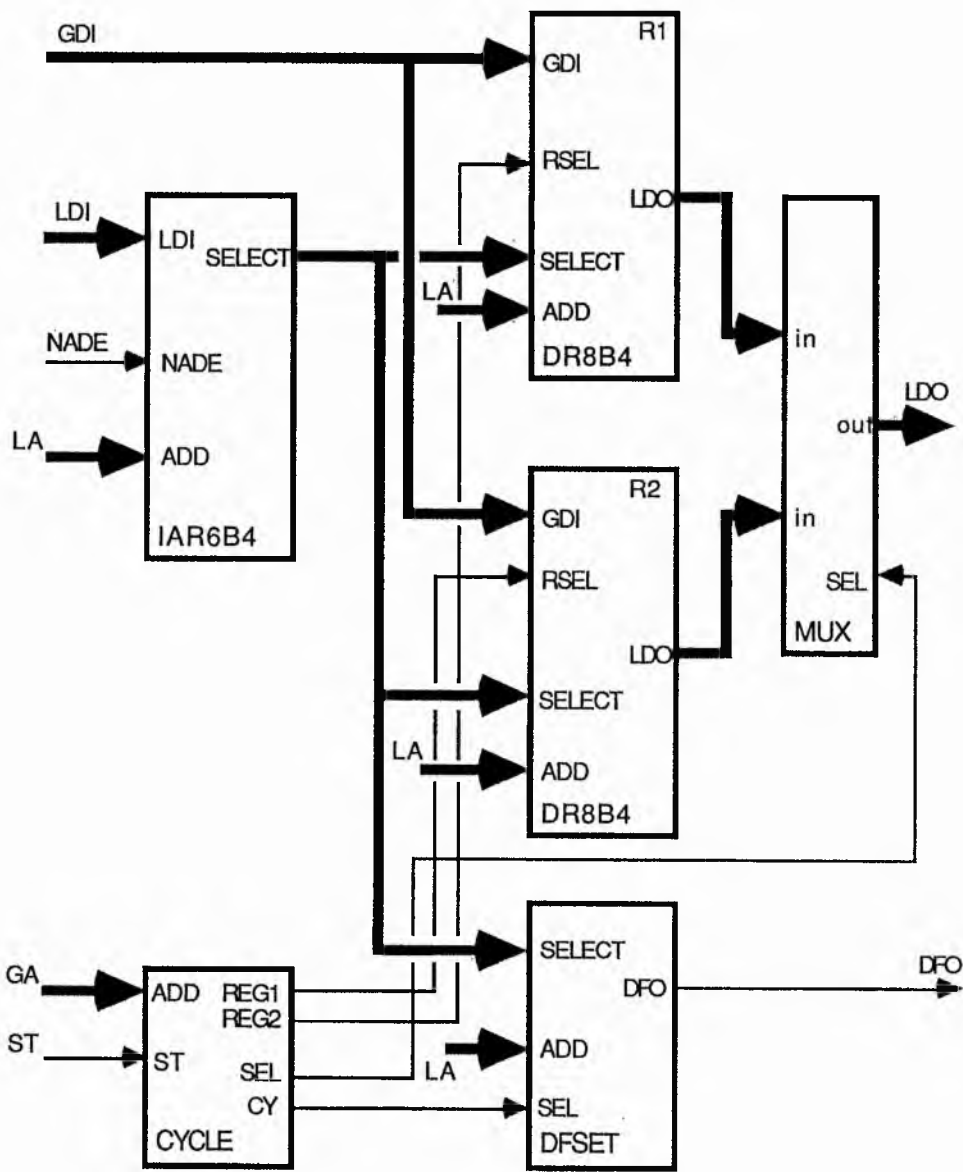 GDI
R1
GDI
RSEL
LDO
SELECT
LA
ADD
DR8B4
LDI
LDI
SELECT
NADE
NADE
LA
ADD
IAR6B4
in
LDO
out
in
SEL
MUX
R2
GDI
RSEL
LDO
SELECT
LA
ADD
DR8B4
GA
ADD
REG1
REG2
ST
ST
SEL
CY
CYCLE
SELECT
DFO
DFO
ADD
LA
SEL
DFSET